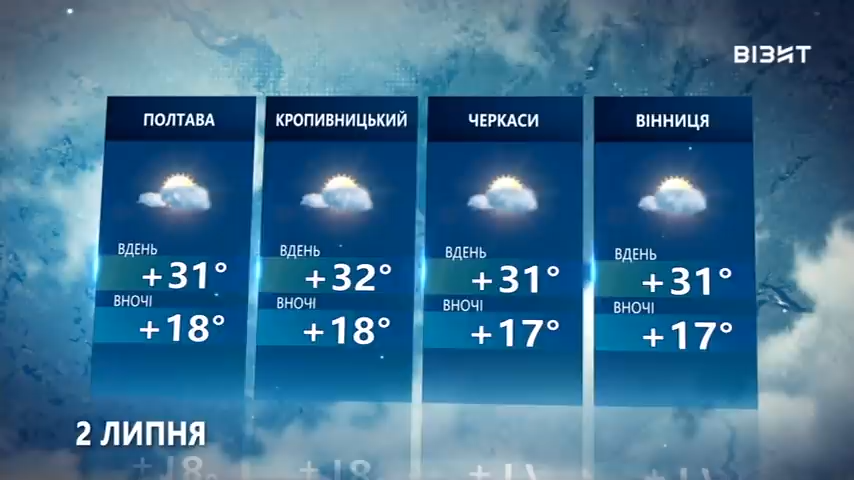 ВІЗИТ
ПОЛТАВА
ВДЕНЬ
+31°
ВНОЧІ
+18°
КРОПИВНИЦЬКИЙ
ВДЕНЬ
+32°
ВНОЧІ
+18°
ЧЕРКАСИ
ВДЕНЬ
+31°
ВНОЧІ
+17°
ВІННИЦЯ
ВДЕНЬ
+31°
ВНОЧІ
+17°
2 ЛИПНЯ